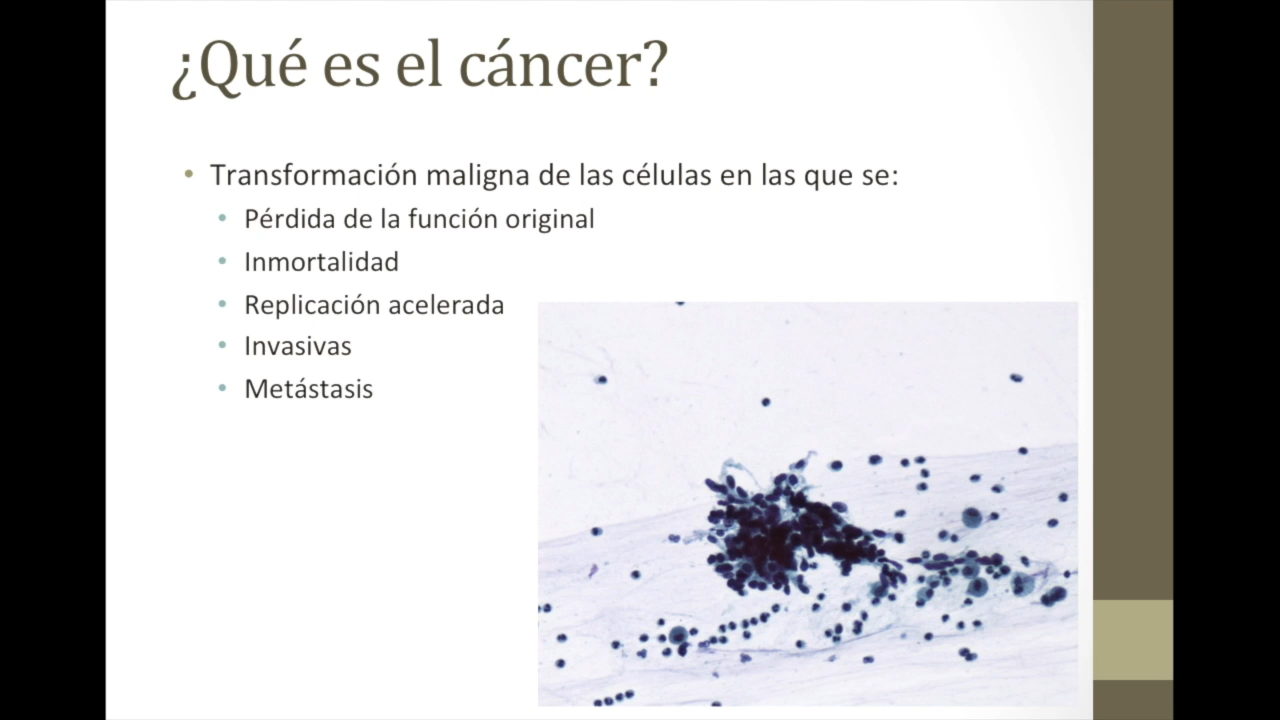 ¿Qué es el cáncer?
• Transformación maligna de las células en las que se:
• Pérdida de la función original
• Inmortalidad
• Replicación acelerada
• Invasivas
• Metástasis